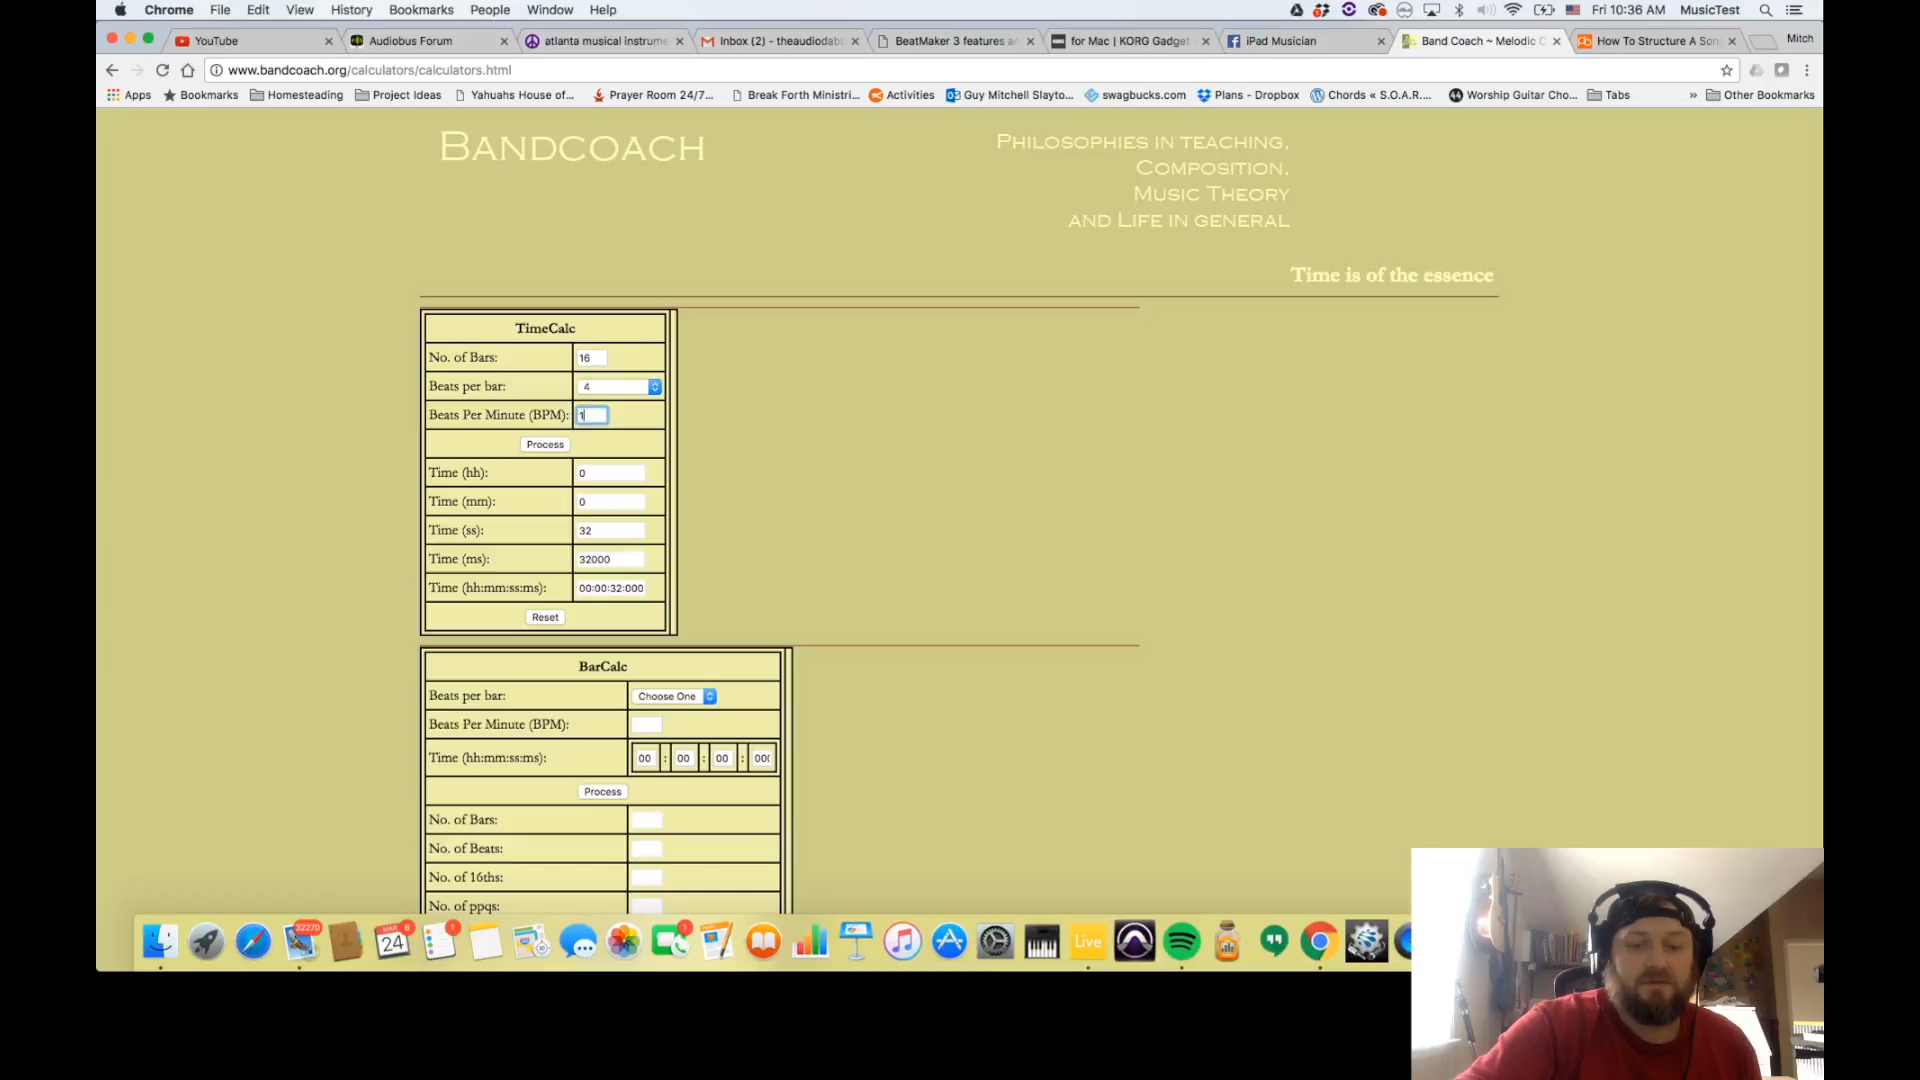 Chrome File Edit View History Bookmarks People Window Help Fri 10:36 AM MusicTest
YouTube Audiobus Forum atlanta musical instrume Inbox (2) - theaudiodab BeatMaker 3 features a for Mac | KORG Gadget iPad Musician Band Coach ~ Melodic C How To Structure A Son Mitch
www.bandcoach.org/calculators/calculators.html
Apps Bookmarks Homesteading Project Ideas Yahuahs House of... Prayer Room 24/7... Break Forth Ministri... Activities Guy Mitchell Slayto... swagbucks.com Plans - Dropbox Chords « S.O.A.R.... Worship Guitar Cho... Tabs » Other Bookmarks
BANDCOACH
PHILOSOPHIES IN TEACHING,
COMPOSITION,
MUSIC THEORY
AND LIFE IN GENERAL
Time is of the essence
TimeCalc
No. of Bars: 16
Beats per bar: 4
Beats Per Minute (BPM): 1
Process
Time (hh): 0
Time (mm): 0
Time (ss): 32
Time (ms): 32000
Time (hh:mm:ss:ms): 00:00:32:000
Reset
BarCalc
Beats per bar: Choose One
Beats Per Minute (BPM):
Time (hh:mm:ss:ms): 00 : 00 : 00 : 000
Process
No. of Bars:
No. of Beats:
No. of 16ths:
No. of ppqs:
32270 MAR 24 6 1 1 Live